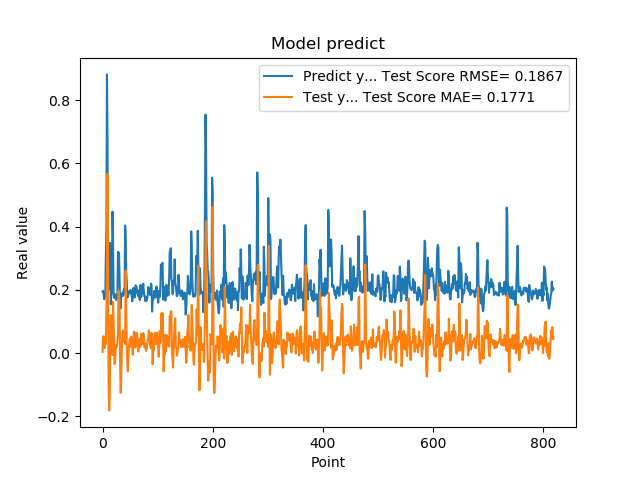 Model predict
Predict y... Test Score RMSE= 0.1867
Test y... Test Score MAE= 0.1771
Real value
0.8
0.6
0.4
0.2
0.0
−0.2
0 200 400 600 800
Point